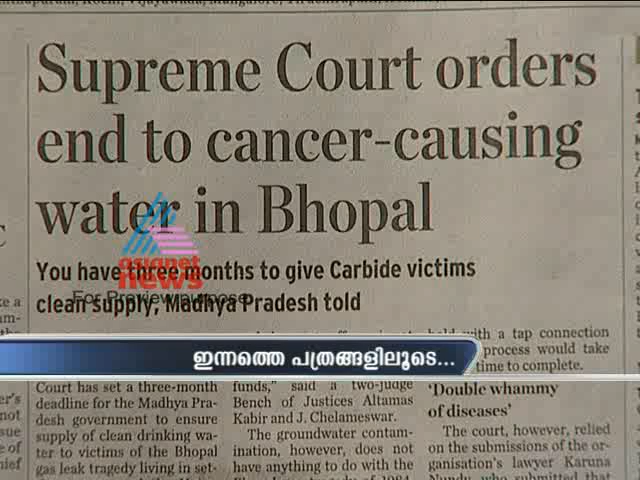 Supreme Court orders
end to cancer-causing
water in Bhopal
asianet
news
You have three months to give Carbide victims
For Preview purpose
clean supply, Madhya Pradesh told
ഇന്നത്തെ പത്രങ്ങളിലൂടെ...
with a tap connection
process would take
time to complete.
Court has set a three-month
deadline for the Madhya Pra-
desh government to ensure
supply of clean drinking wa-
ter to victims of the Bhopal
gas leak tragedy living in set-
funds," said a two-judge
Bench of Justices Altamas
Kabir and J. Chelameswar.
The groundwater contam-
ination, however, does not
have anything to do with the
'Double whammy
of diseases'
The court, however, relied
on the submissions of the or-
ganisation's lawyer Karuna
Nundy, who submitted that